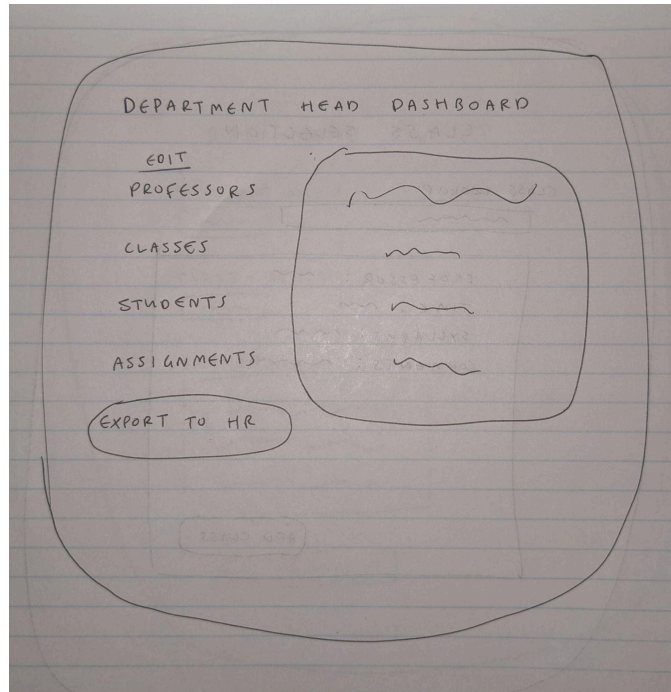 DEPARTMENT HEAD DASHBOARD
EDIT
PROFESSORS
CLASSES
STUDENTS
ASSIGNMENTS
EXPORT TO HR